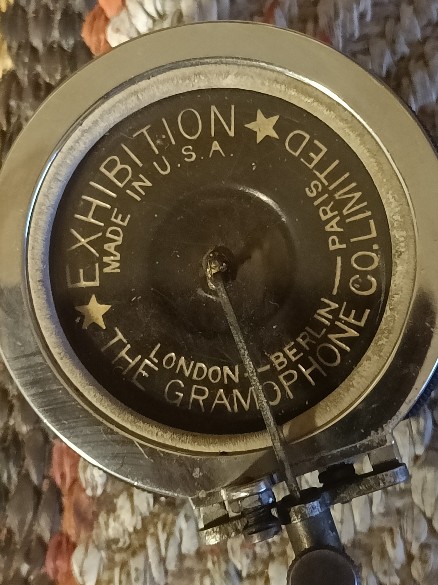 ★ EXHIBITION ★
MADE IN U.S.A.
THE GRAMOPHONE CO. LIMITED
LONDON — BERLIN — PARIS